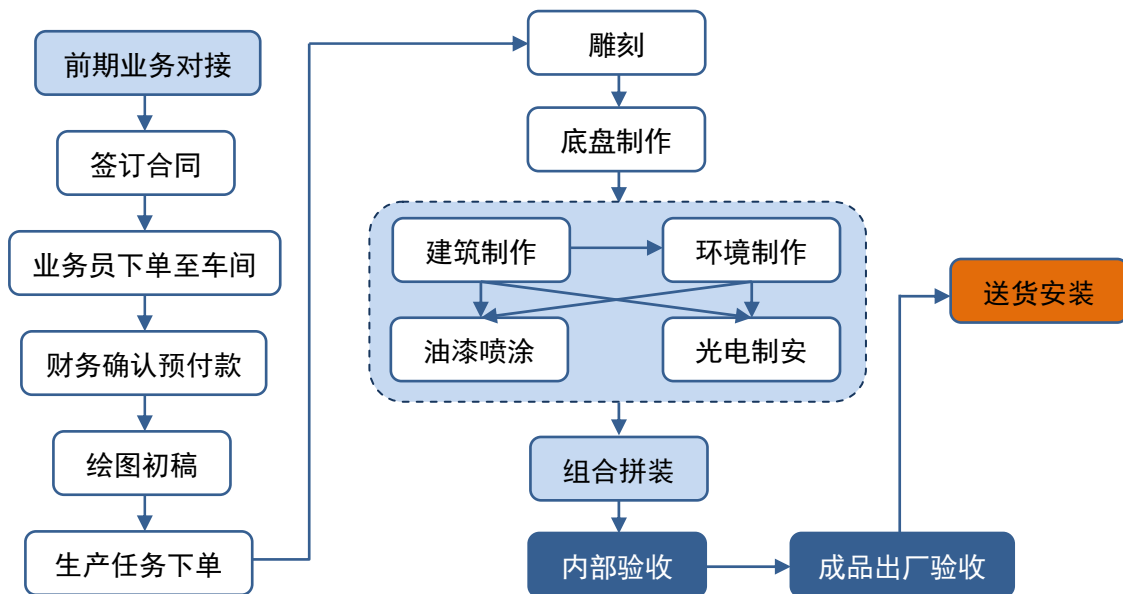 前期业务对接
签订合同
业务员下单至车间
财务确认预付款
绘图初稿
生产任务下单
雕刻
底盘制作
建筑制作
环境制作
油漆喷涂
光电制安
组合拼装
内部验收
成品出厂验收
送货安装